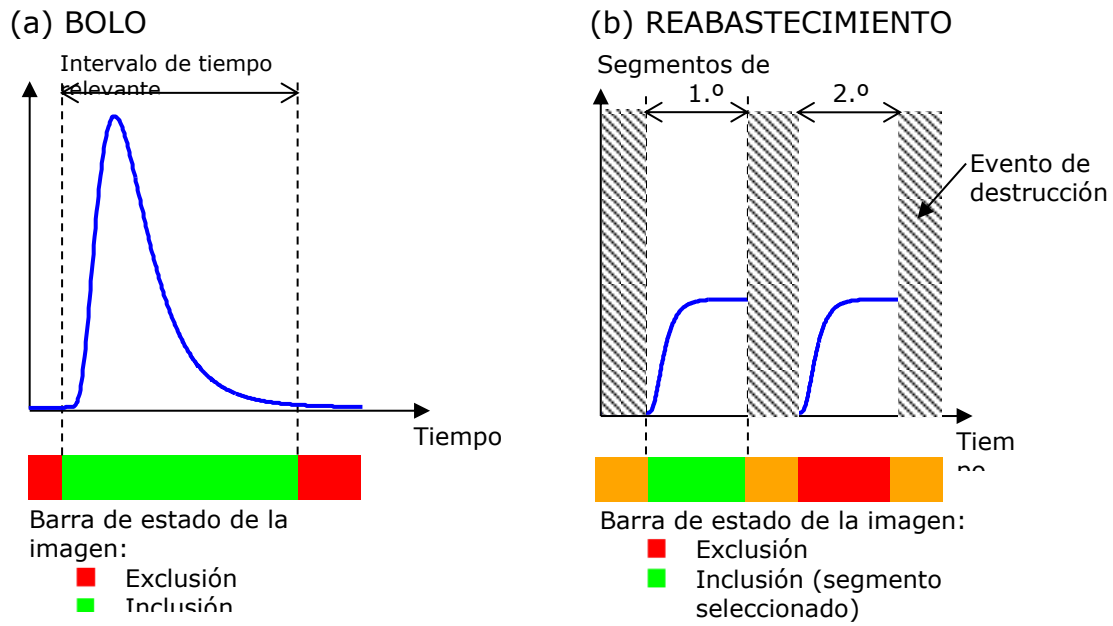 (a) BOLO
Intervalo de tiempo
relevante
Tiempo
Barra de estado de la
imagen:
Exclusión
Inclusión
(b) REABASTECIMIENTO
Segmentos de
1.º
2.º
Evento de
destrucción
Tiem
po
Barra de estado de la imagen:
Exclusión
Inclusión (segmento
seleccionado)